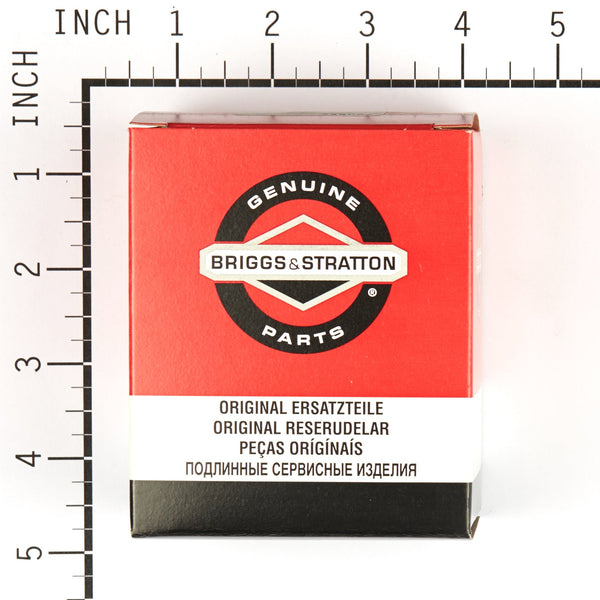 INCH 1 2 3 4 5
INCH
1
2
3
4
5
GENUINE
BRIGGS&STRATTON
®
PARTS
ORIGINAL ERSATZTEILE
ORIGINAL RESERUDELAR
PEÇAS ORÍGÍNAÍS
ПОДЛИННЫЕ СЕРВИСНЫЕ ИЗДЕЛИЯ